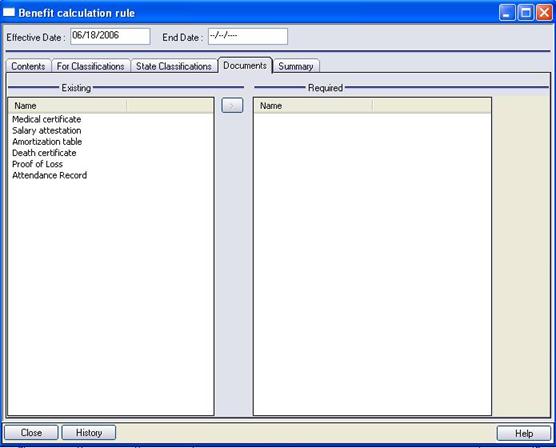 Benefit calculation rule
Effective Date : 06/18/2006 End Date : --/--/----
Contents For Classifications State Classifications Documents Summary
Existing Required
Name > Name
Medical certificate
Salary attestation
Amortization table
Death certificate
Proof of Loss
Attendance Record
Close History Help